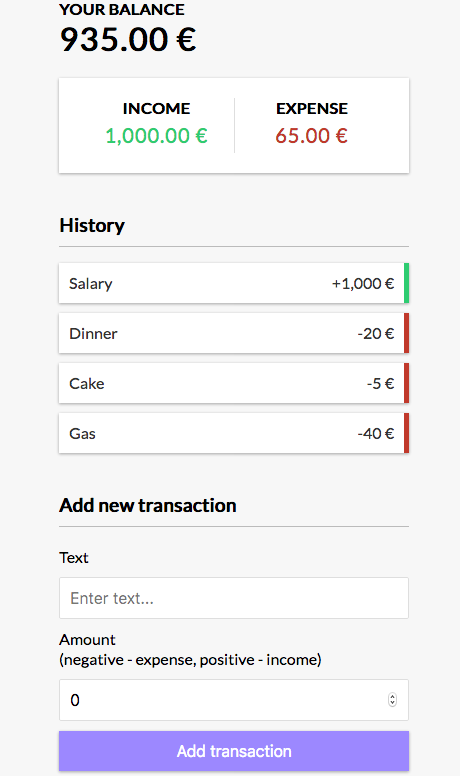 YOUR BALANCE
935.00 €
INCOME EXPENSE
1,000.00 € 65.00 €
History
Salary +1,000 €
Dinner -20 €
Cake -5 €
Gas -40 €
Add new transaction
Text
Enter text...
Amount
(negative - expense, positive - income)
0
Add transaction